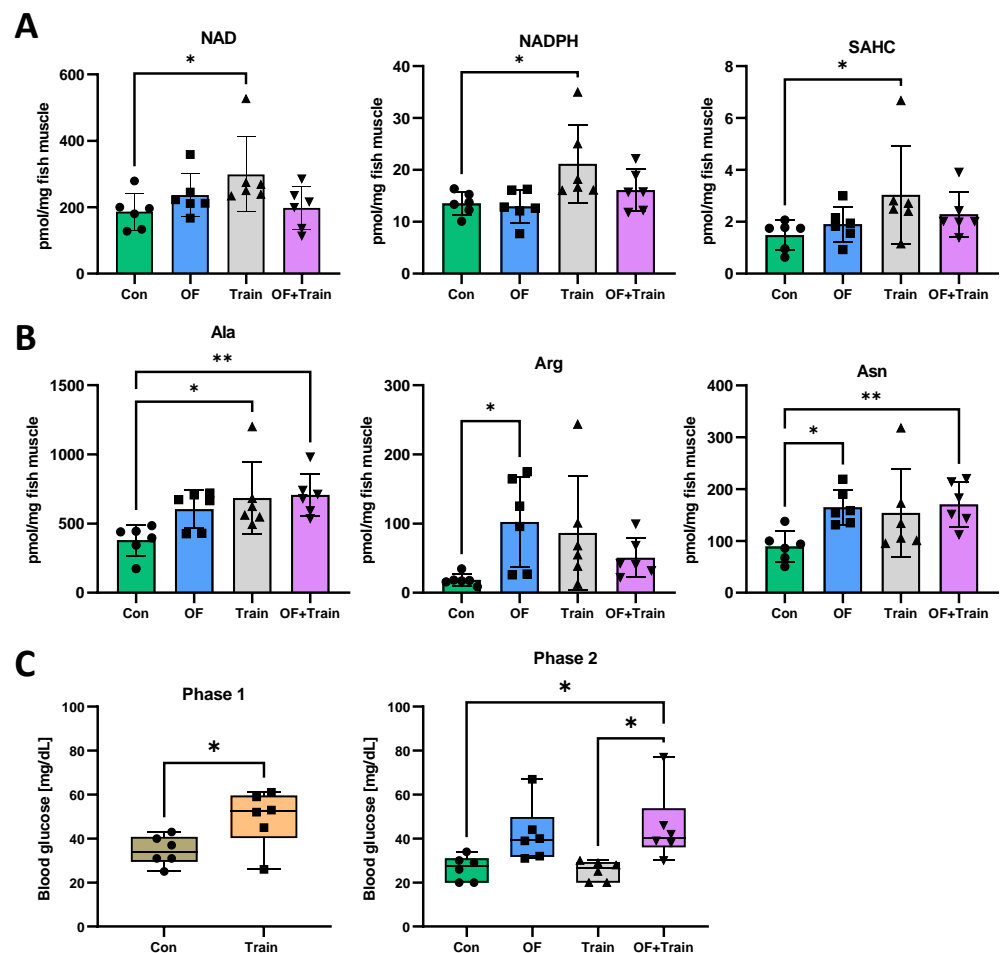 A
NAD
*
pmol/mg fish muscle
600
400
200
0
Con OF Train OF+Train
NADPH
*
pmol/mg fish muscle
40
30
20
10
0
Con OF Train OF+Train
SAHC
*
pmol/mg fish muscle
8
6
4
2
0
Con OF Train OF+Train
B
Ala
**
*
pmol/mg fish muscle
1500
1000
500
0
Con OF Train OF+Train
Arg
*
pmol/mg fish muscle
300
200
100
0
Con OF Train OF+Train
Asn
**
*
pmol/mg fish muscle
400
300
200
100
0
Con OF Train OF+Train
C
Phase 1
*
Blood glucose [mg/dL]
100
80
60
40
20
0
Con Train
Phase 2
*
*
Blood glucose [mg/dL]
100
80
60
40
20
0
Con OF Train OF+Train